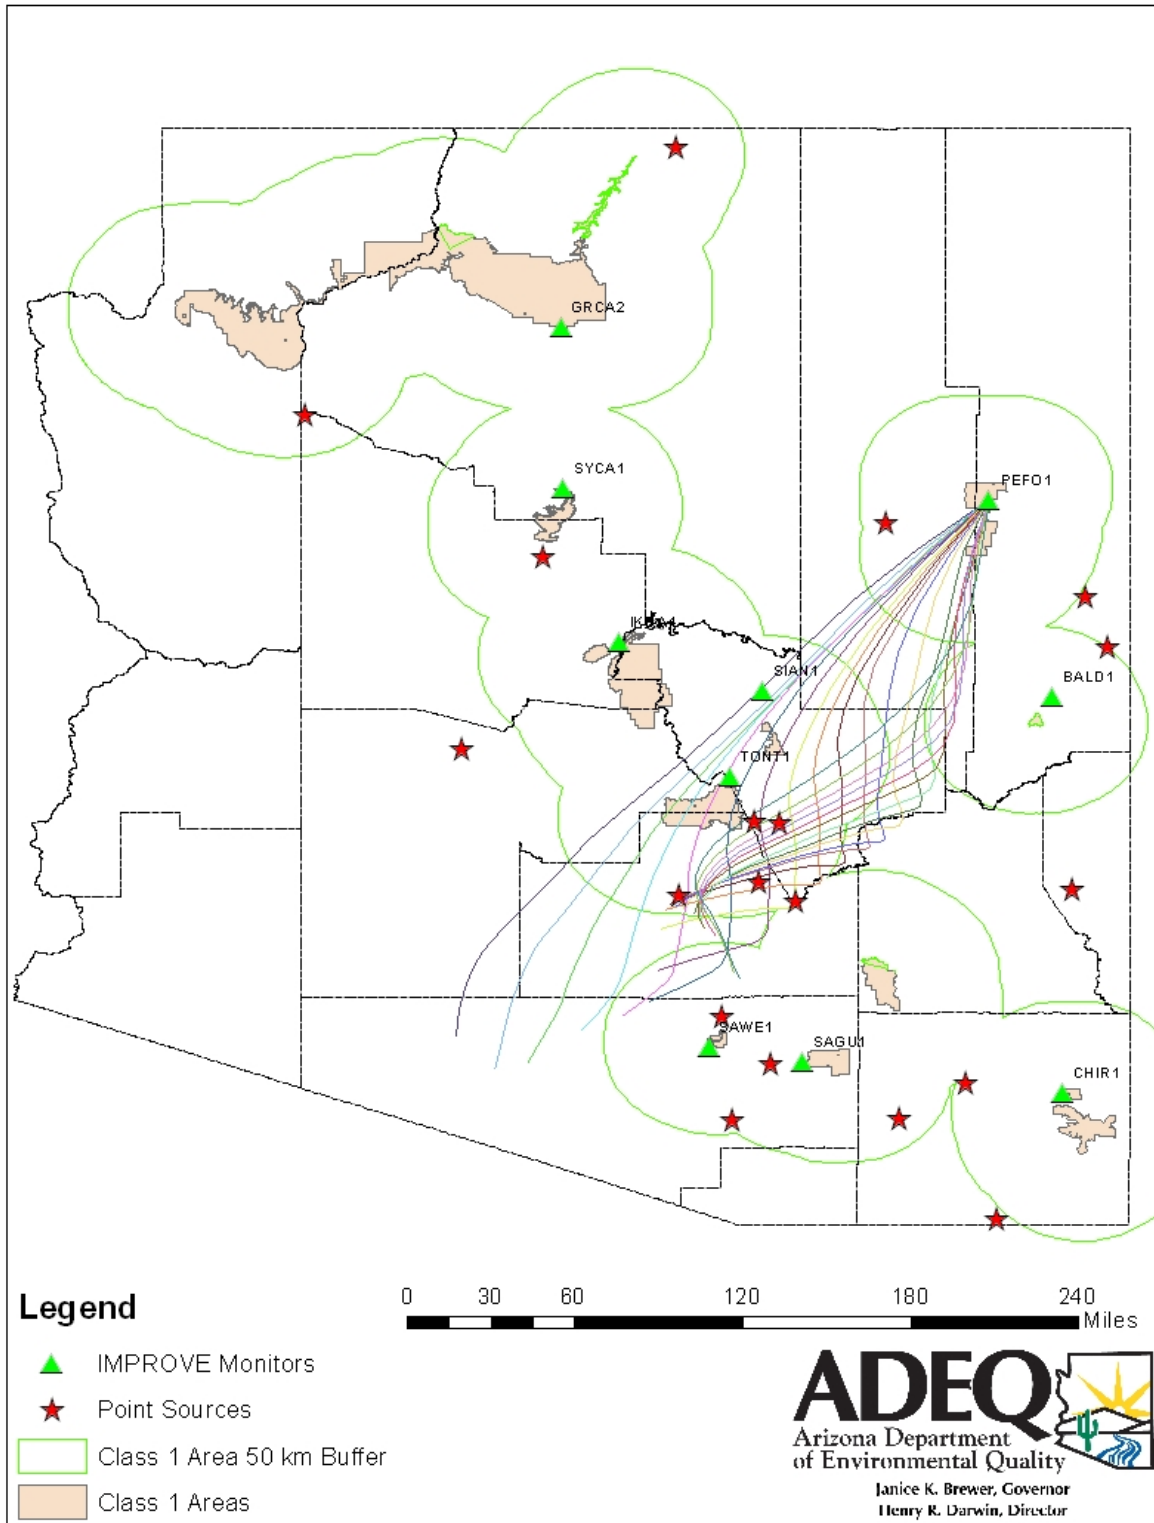 GRCA2
SYCA1
PEFO1
SIAN1
BALD1
TONT1
SAWE1
SAGU1
CHIR1
Legend
0 30 60 120 180 240
Miles
IMPROVE Monitors
Point Sources
Class 1 Area 50 km Buffer
Class 1 Areas
ADEQ
Arizona Department
of Environmental Quality
Janice K. Brewer, Governor
Henry R. Darwin, Director